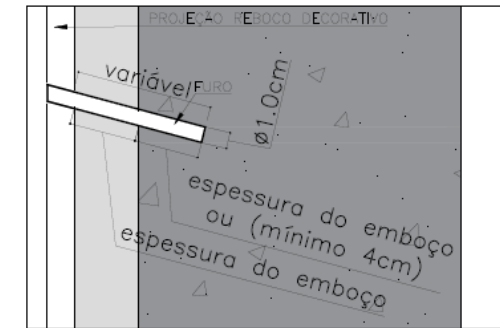 PROJEÇÃO REBOCO DECORATIVO
variável
FURO
ø1.0cm
espessura do emboço
ou (mínimo 4cm)
espessura do emboço